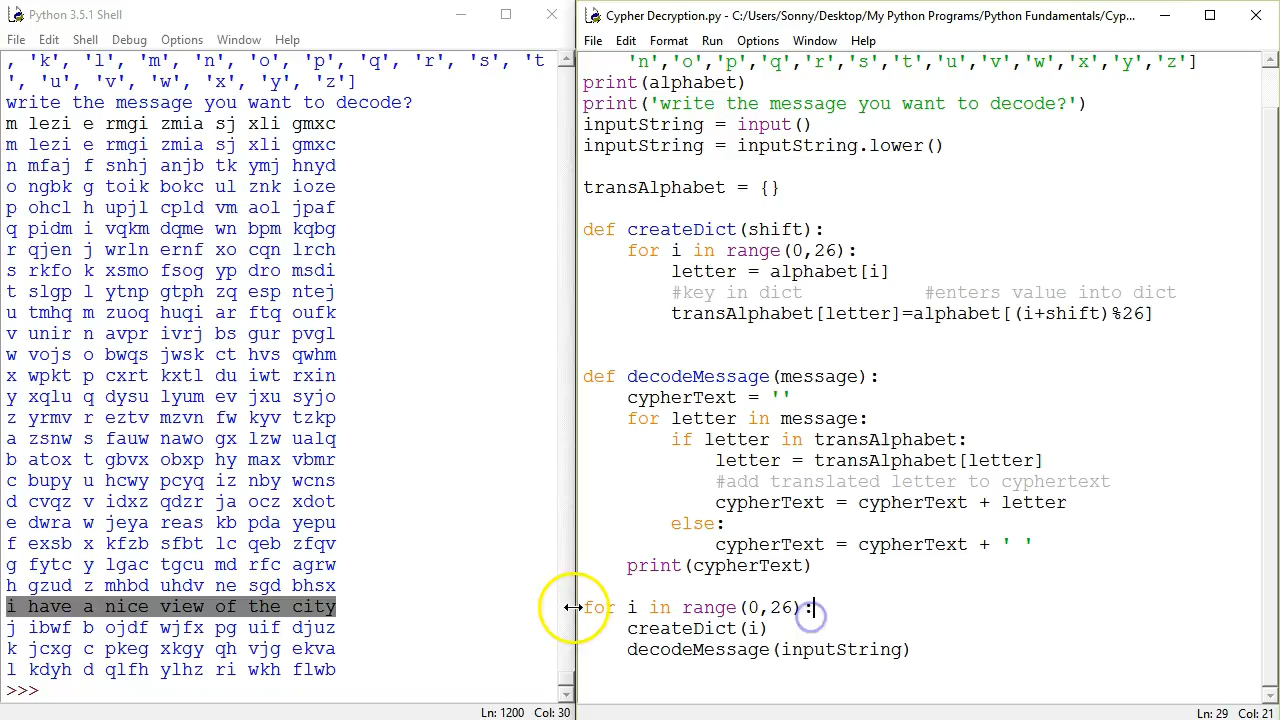 Python 3.5.1 Shell
File Edit Shell Debug Options Window Help
, 'k', 'l', 'm', 'n', 'o', 'p', 'q', 'r', 's', 't
', 'u', 'v', 'w', 'x', 'y', 'z']
write the message you want to decode?
m lezi e rmgi zmia sj xli gmxc
m lezi e rmgi zmia sj xli gmxc
n mfaj f snhj anjb tk ymj hnyd
o ngbk g toik bokc ul znk ioze
p ohcl h upjl cpld vm aol jpaf
q pidm i vqkm dqme wn bpm kqbg
r qjen j wrln ernf xo cqn lrch
s rkfo k xsmo fsog yp dro msdi
t slgp l ytnp gtph zq esp ntej
u tmhq m zuoq huqi ar ftq oufk
v unir n avpr ivrj bs gur pvgl
w vojs o bwqs jwsk ct hvs qwhm
x wpkt p cxrt kxtl du iwt rxin
y xqlu q dysu lyum ev jxu syjo
z yrmv r eztv mzvn fw kyv tzkp
a zsnw s fauw nawo gx lzw ualq
b atox t gbvx obxp hy max vbmr
c bupy u hcwy pcyq iz nby wcns
d cvqz v idxz qdzr ja ocz xdot
e dwra w jeya reas kb pda yepu
f exsb x kfzb sfbt lc qeb zfqv
g fytc y lgac tgcu md rfc agrw
h gzud z mhbd uhdv ne sgd bhsx
i have a nice view of the city
j ibwf b ojdf wjfx pg uif djuz
k jcxg c pkeg xkgy qh vjg ekva
l kdyh d qlfh ylhz ri wkh flwb
>>>
Ln: 1200 Col: 30
Cypher Decryption.py - C:/Users/Sonny/Desktop/My Python Programs/Python Fundamentals/Cyp...
File Edit Format Run Options Window Help
'n','o','p','q','r','s','t','u','v','w','x','y','z']
print(alphabet)
print('write the message you want to decode?')
inputString = input()
inputString = inputString.lower()
transAlphabet = {}
def createDict(shift):
for i in range(0,26):
letter = alphabet[i]
#key in dict #enters value into dict
transAlphabet[letter]=alphabet[(i+shift)%26]
def decodeMessage(message):
cypherText = ''
for letter in message:
if letter in transAlphabet:
letter = transAlphabet[letter]
#add translated letter to cyphertext
cypherText = cypherText + letter
else:
cypherText = cypherText + ' '
print(cypherText)
for i in range(0,26):
createDict(i)
decodeMessage(inputString)
Ln: 29 Col: 21